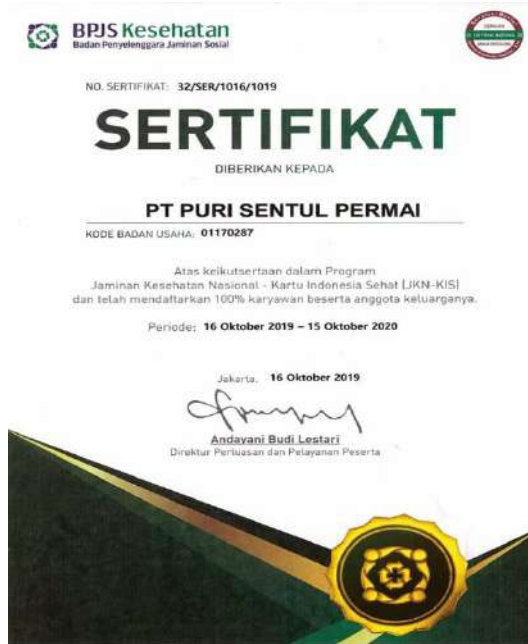 BPJS Kesehatan
Badan Penyelenggara Jaminan Sosial
NO. SERTIFIKAT: 32/SER/1016/1019
SERTIFIKAT
DIBERIKAN KEPADA
PT PURI SENTUL PERMAI
KODE BADAN USAHA: 01170287
Atas keikutsertaan dalam Program
Jaminan Kesehatan Nasional - Kartu Indonesia Sehat (JKN-KIS)
dan telah mendaftarkan 100% karyawan beserta anggota keluarganya.
Periode: 16 Oktober 2019 – 15 Oktober 2020
Jakarta, 16 Oktober 2019
Andayani Budi Lestari
Direktur Perluasan dan Pelayanan Peserta